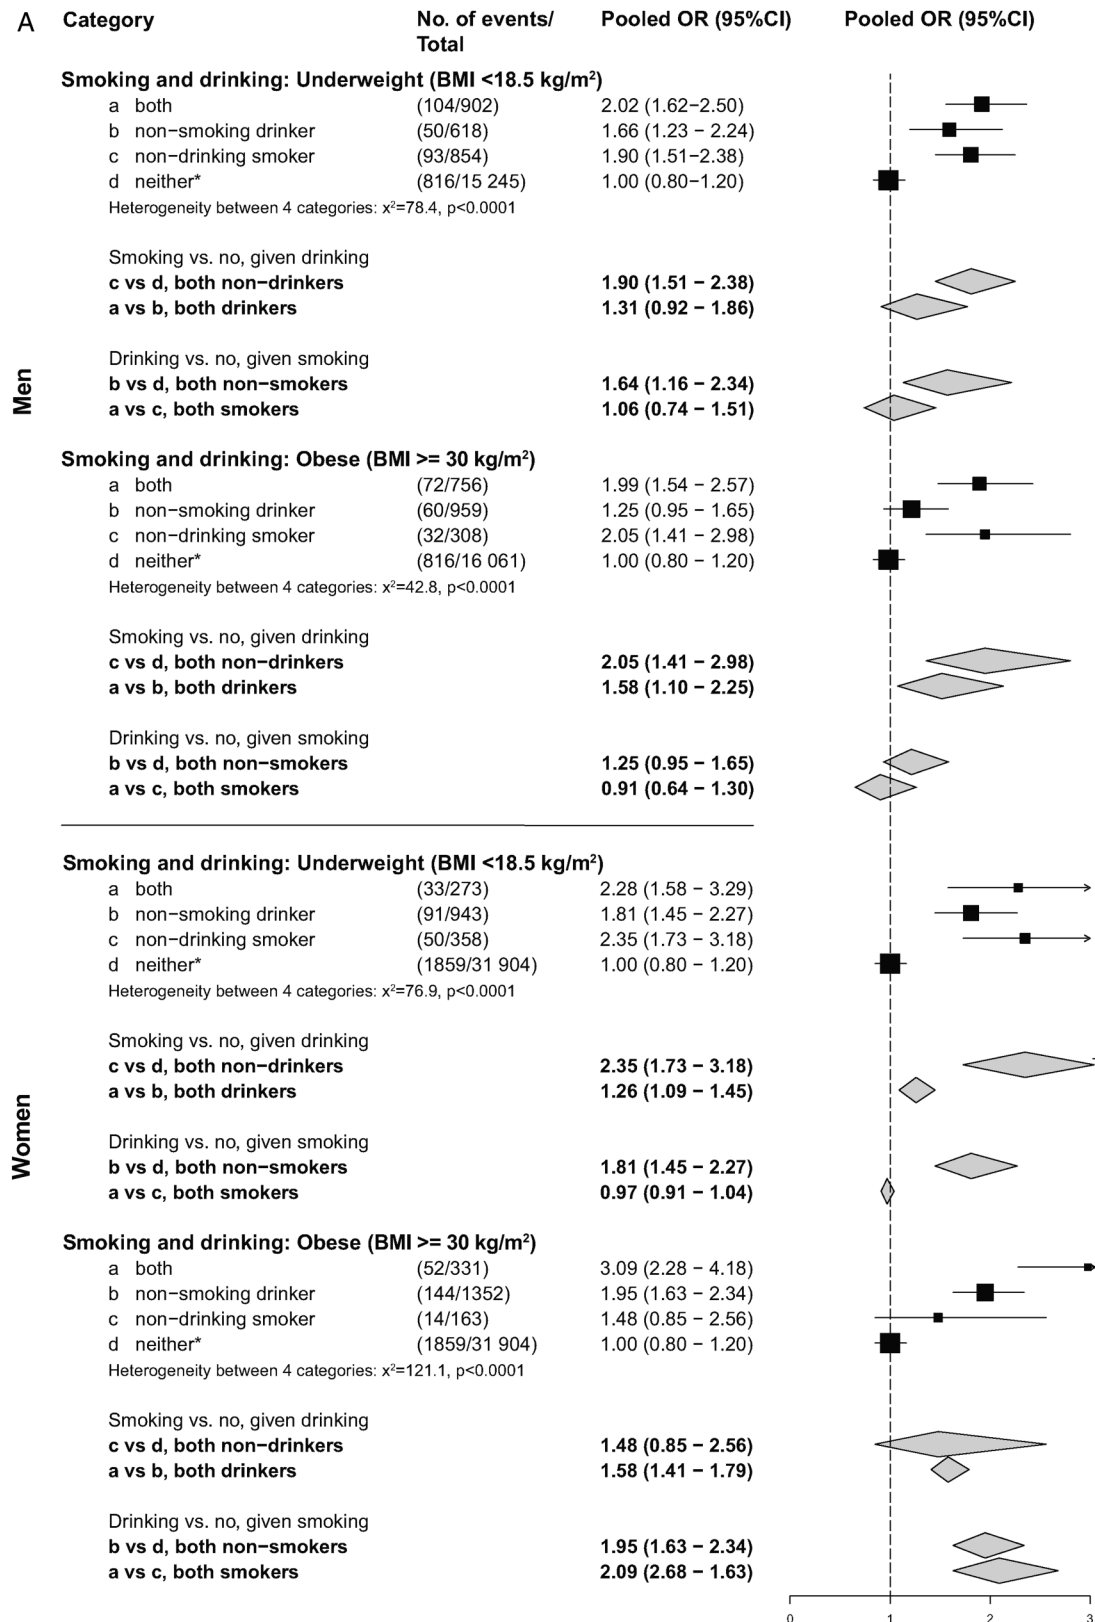 A Category No. of events/ Pooled OR (95%CI) Pooled OR (95%CI)
Total
Men
Smoking and drinking: Underweight (BMI <18.5 kg/m²)
a both (104/902) 2.02 (1.62−2.50)
b non−smoking drinker (50/618) 1.66 (1.23 − 2.24)
c non−drinking smoker (93/854) 1.90 (1.51−2.38)
d neither* (816/15 245) 1.00 (0.80−1.20)
Heterogeneity between 4 categories: x²=78.4, p<0.0001
Smoking vs. no, given drinking
c vs d, both non−drinkers 1.90 (1.51 − 2.38)
a vs b, both drinkers 1.31 (0.92 − 1.86)
Drinking vs. no, given smoking
b vs d, both non−smokers 1.64 (1.16 − 2.34)
a vs c, both smokers 1.06 (0.74 − 1.51)
Smoking and drinking: Obese (BMI >= 30 kg/m²)
a both (72/756) 1.99 (1.54 − 2.57)
b non−smoking drinker (60/959) 1.25 (0.95 − 1.65)
c non−drinking smoker (32/308) 2.05 (1.41 − 2.98)
d neither* (816/16 061) 1.00 (0.80 − 1.20)
Heterogeneity between 4 categories: x²=42.8, p<0.0001
Smoking vs. no, given drinking
c vs d, both non−drinkers 2.05 (1.41 − 2.98)
a vs b, both drinkers 1.58 (1.10 − 2.25)
Drinking vs. no, given smoking
b vs d, both non−smokers 1.25 (0.95 − 1.65)
a vs c, both smokers 0.91 (0.64 − 1.30)
Women
Smoking and drinking: Underweight (BMI <18.5 kg/m²)
a both (33/273) 2.28 (1.58 − 3.29)
b non−smoking drinker (91/943) 1.81 (1.45 − 2.27)
c non−drinking smoker (50/358) 2.35 (1.73 − 3.18)
d neither* (1859/31 904) 1.00 (0.80 − 1.20)
Heterogeneity between 4 categories: x²=76.9, p<0.0001
Smoking vs. no, given drinking
c vs d, both non−drinkers 2.35 (1.73 − 3.18)
a vs b, both drinkers 1.26 (1.09 − 1.45)
Drinking vs. no, given smoking
b vs d, both non−smokers 1.81 (1.45 − 2.27)
a vs c, both smokers 0.97 (0.91 − 1.04)
Smoking and drinking: Obese (BMI >= 30 kg/m²)
a both (52/331) 3.09 (2.28 − 4.18)
b non−smoking drinker (144/1352) 1.95 (1.63 − 2.34)
c non−drinking smoker (14/163) 1.48 (0.85 − 2.56)
d neither* (1859/31 904) 1.00 (0.80 − 1.20)
Heterogeneity between 4 categories: x²=121.1, p<0.0001
Smoking vs. no, given drinking
c vs d, both non−drinkers 1.48 (0.85 − 2.56)
a vs b, both drinkers 1.58 (1.41 − 1.79)
Drinking vs. no, given smoking
b vs d, both non−smokers 1.95 (1.63 − 2.34)
a vs c, both smokers 2.09 (2.68 − 1.63)
0 1 2 3